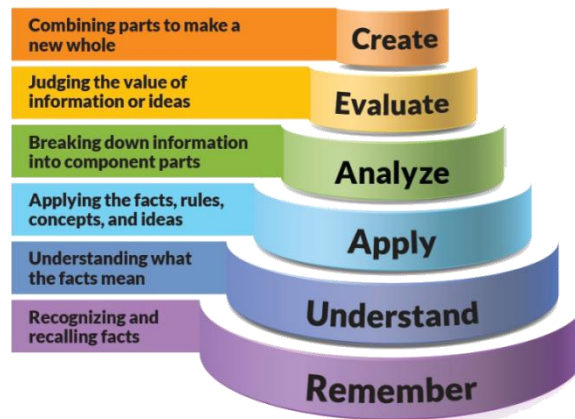 Combining parts to make a
new whole
Create
Judging the value of
information or ideas
Evaluate
Breaking down information
into component parts
Analyze
Applying the facts, rules,
concepts, and ideas
Apply
Understanding what
the facts mean
Understand
Recognizing and
recalling facts
Remember